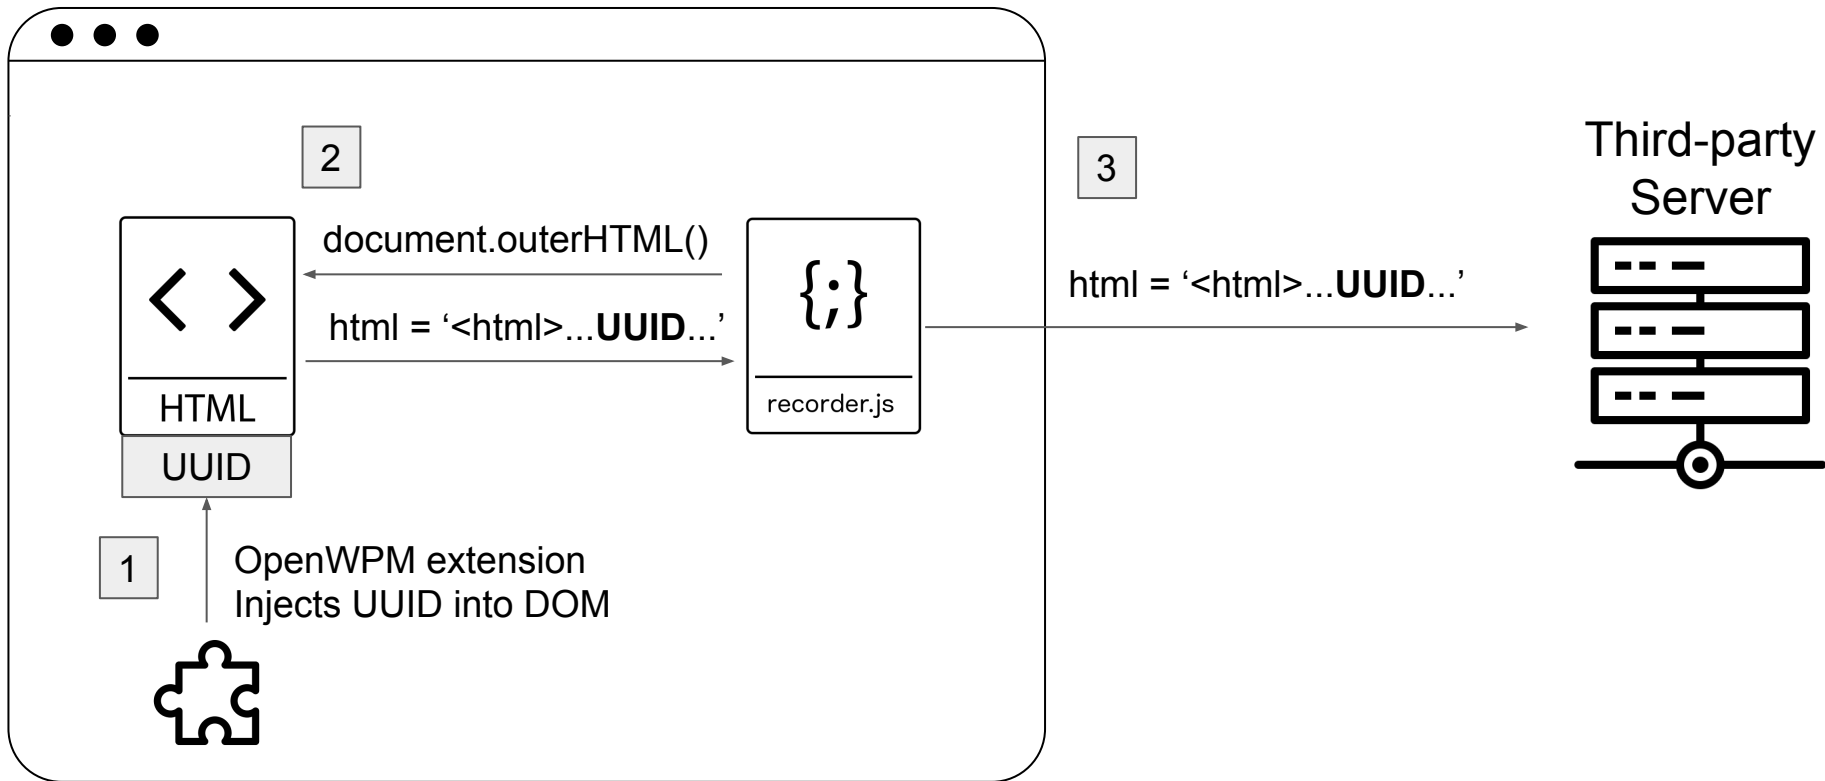 2
3
Third-party
Server
document.outerHTML()
html = ‘<html>...UUID...’
{;}
html = ‘<html>...UUID...’
< >
HTML
recorder.js
UUID
1
OpenWPM extension
Injects UUID into DOM